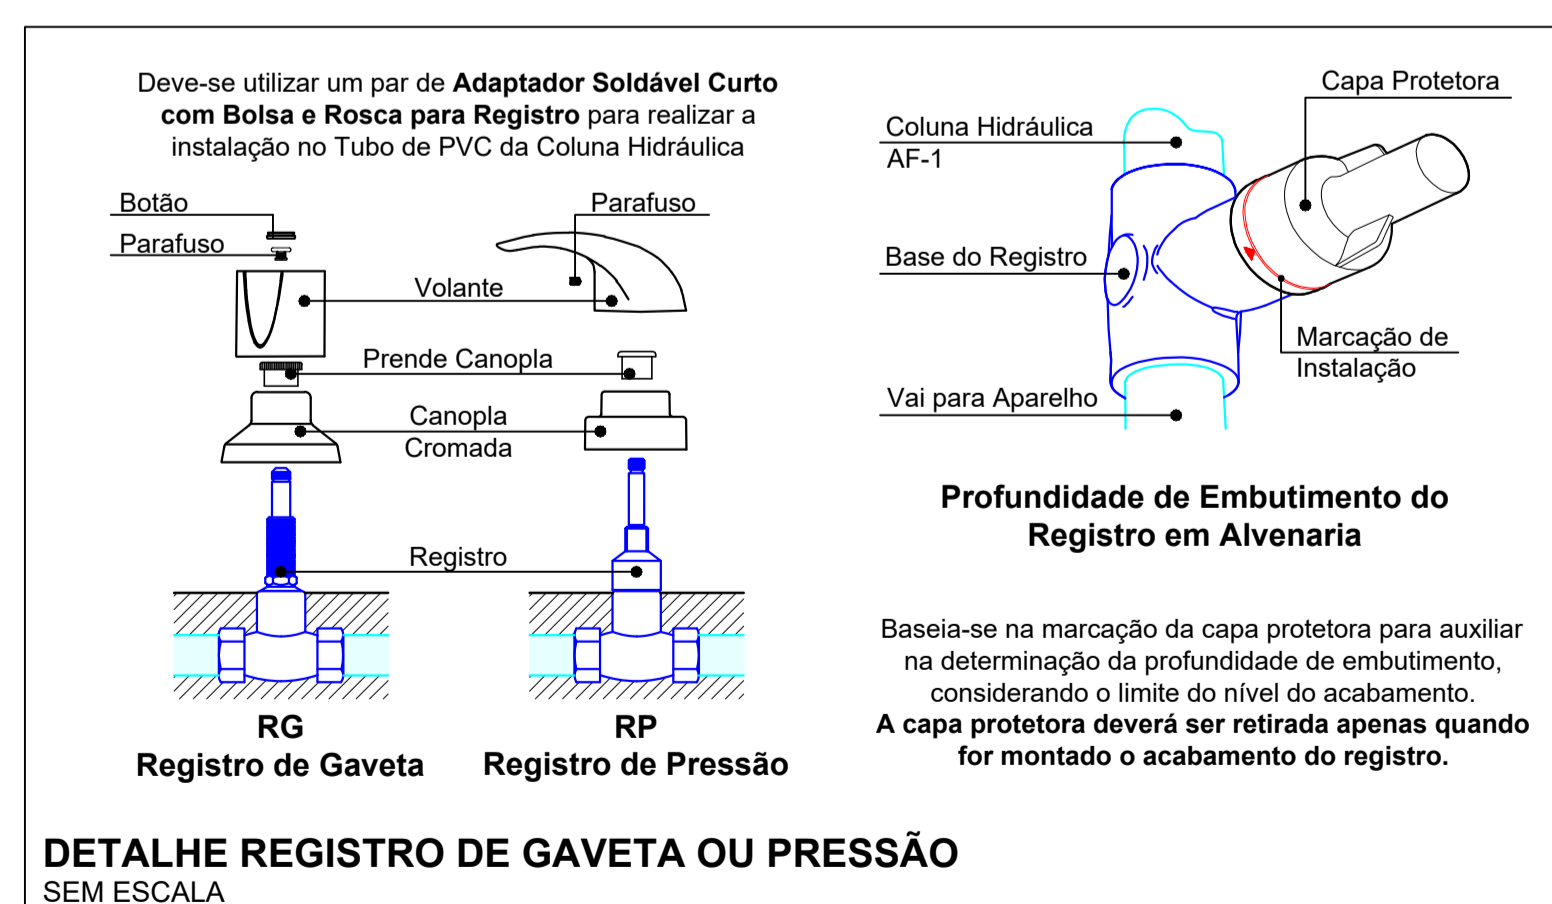 Deve-se utilizar um par de Adaptador Soldável Curto
com Bolsa e Rosca para Registro para realizar a
instalação no Tubo de PVC da Coluna Hidráulica
Botão
Parafuso
Parafuso
Volante
Prende Canopla
Canopla
Cromada
Registro
RG
Registro de Gaveta
RP
Registro de Pressão
Capa Protetora
Coluna Hidráulica
AF-1
Base do Registro
Marcação de
Instalação
Vai para Aparelho
Profundidade de Embutimento do
Registro em Alvenaria
Baseia-se na marcação da capa protetora para auxiliar
na determinação da profundidade de embutimento,
considerando o limite do nível do acabamento.
A capa protetora deverá ser retirada apenas quando
for montado o acabamento do registro.
DETALHE REGISTRO DE GAVETA OU PRESSÃO
SEM ESCALA